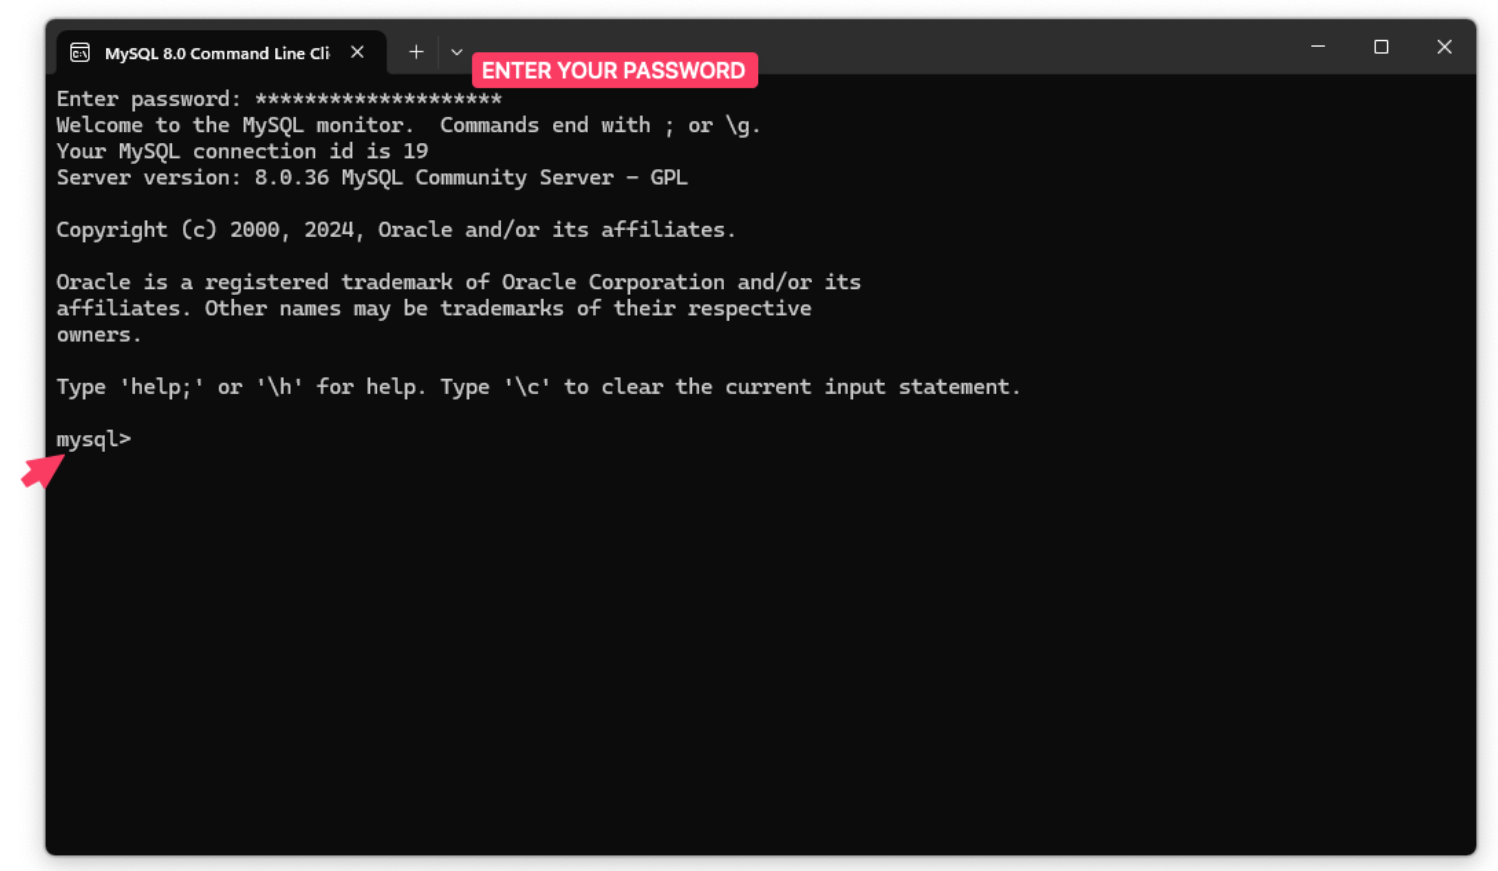 MySQL 8.0 Command Line Cli
ENTER YOUR PASSWORD
Enter password: ********************
Welcome to the MySQL monitor.  Commands end with ; or \g.
Your MySQL connection id is 19
Server version: 8.0.36 MySQL Community Server - GPL
Copyright (c) 2000, 2024, Oracle and/or its affiliates.
Oracle is a registered trademark of Oracle Corporation and/or its
affiliates. Other names may be trademarks of their respective
owners.
Type 'help;' or '\h' for help. Type '\c' to clear the current input statement.
mysql>